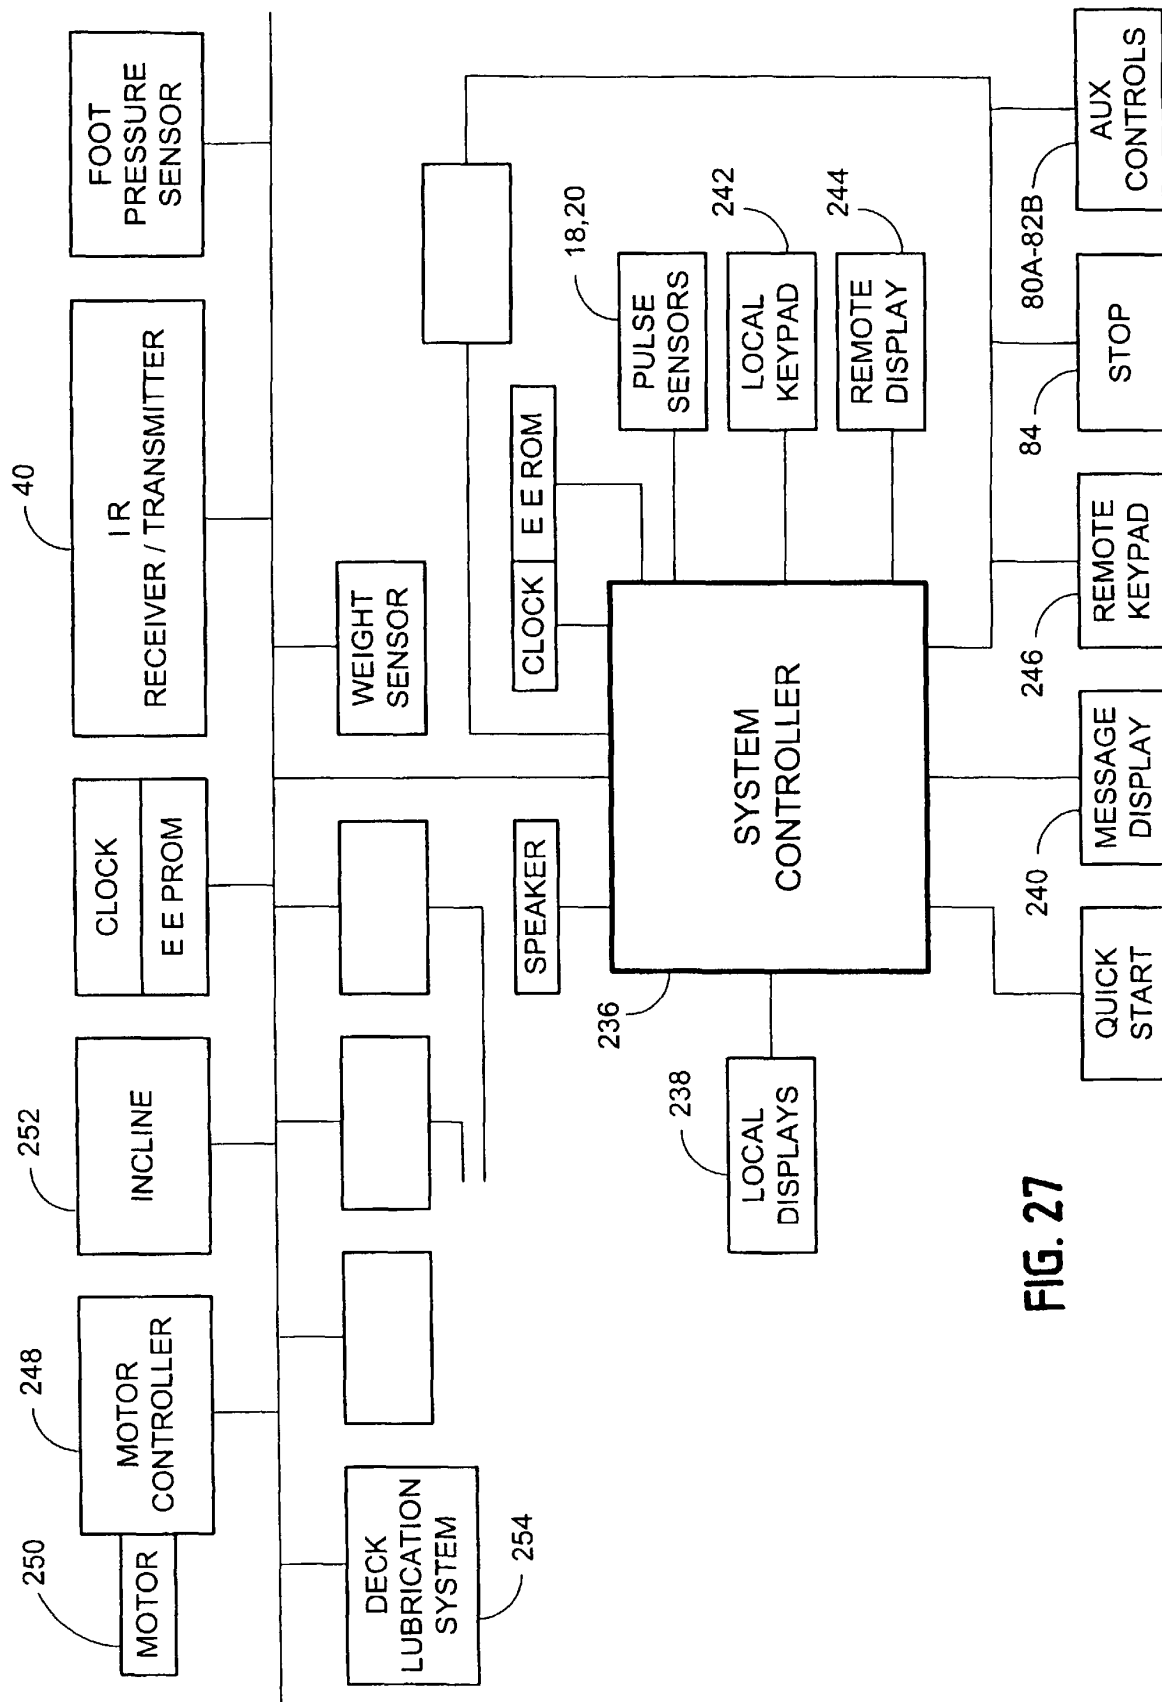 250
248
252
40
MOTOR
MOTOR
CONTROLLER
INCLINE
CLOCK
E E PROM
I R
RECEIVER / TRANSMITTER
FOOT
PRESSURE
SENSOR
DECK
LUBRICATION
SYSTEM
254
WEIGHT
SENSOR
SPEAKER
CLOCK
E E ROM
236
SYSTEM
CONTROLLER
238
LOCAL
DISPLAYS
18,20
PULSE
SENSORS
242
LOCAL
KEYPAD
244
REMOTE
DISPLAY
240
246
84
80A-82B
QUICK
START
MESSAGE
DISPLAY
REMOTE
KEYPAD
STOP
AUX
CONTROLS
FIG. 27